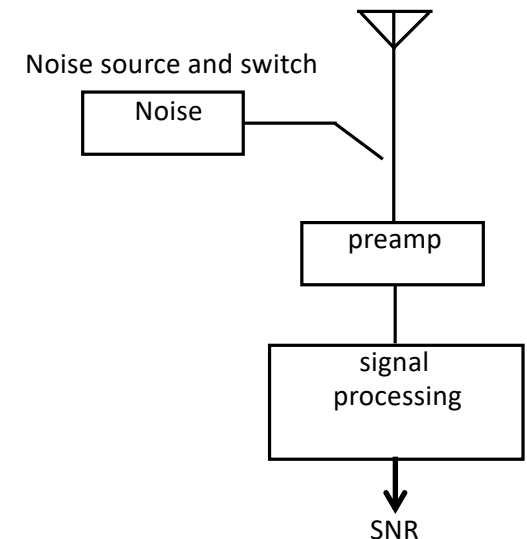 Noise source and switch
Noise
preamp
signal
processing
SNR